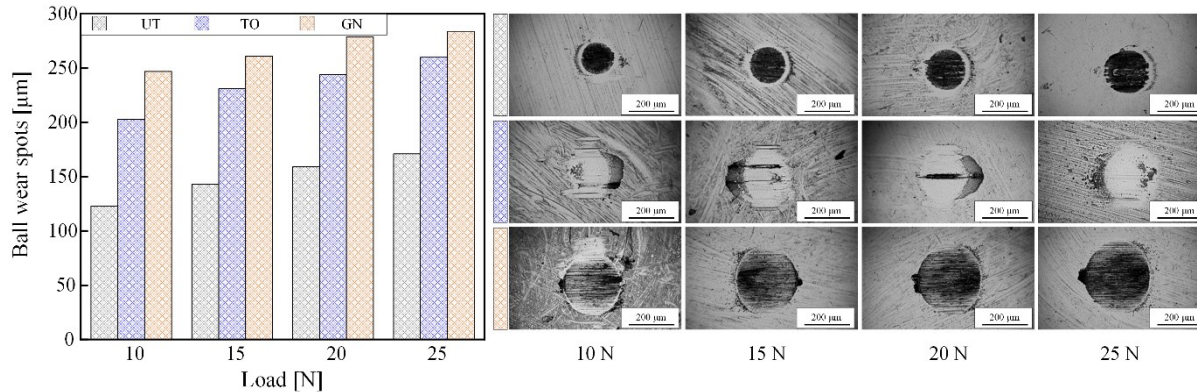 UT TO GN
Ball wear spots [µm]
300
250
200
150
100
50
0
10 15 20 25
Load [N]
200 µm 200 µm 200 µm 200 µm
200 µm 200 µm 200 µm 200 µm
200 µm 200 µm 200 µm 200 µm
10 N 15 N 20 N 25 N